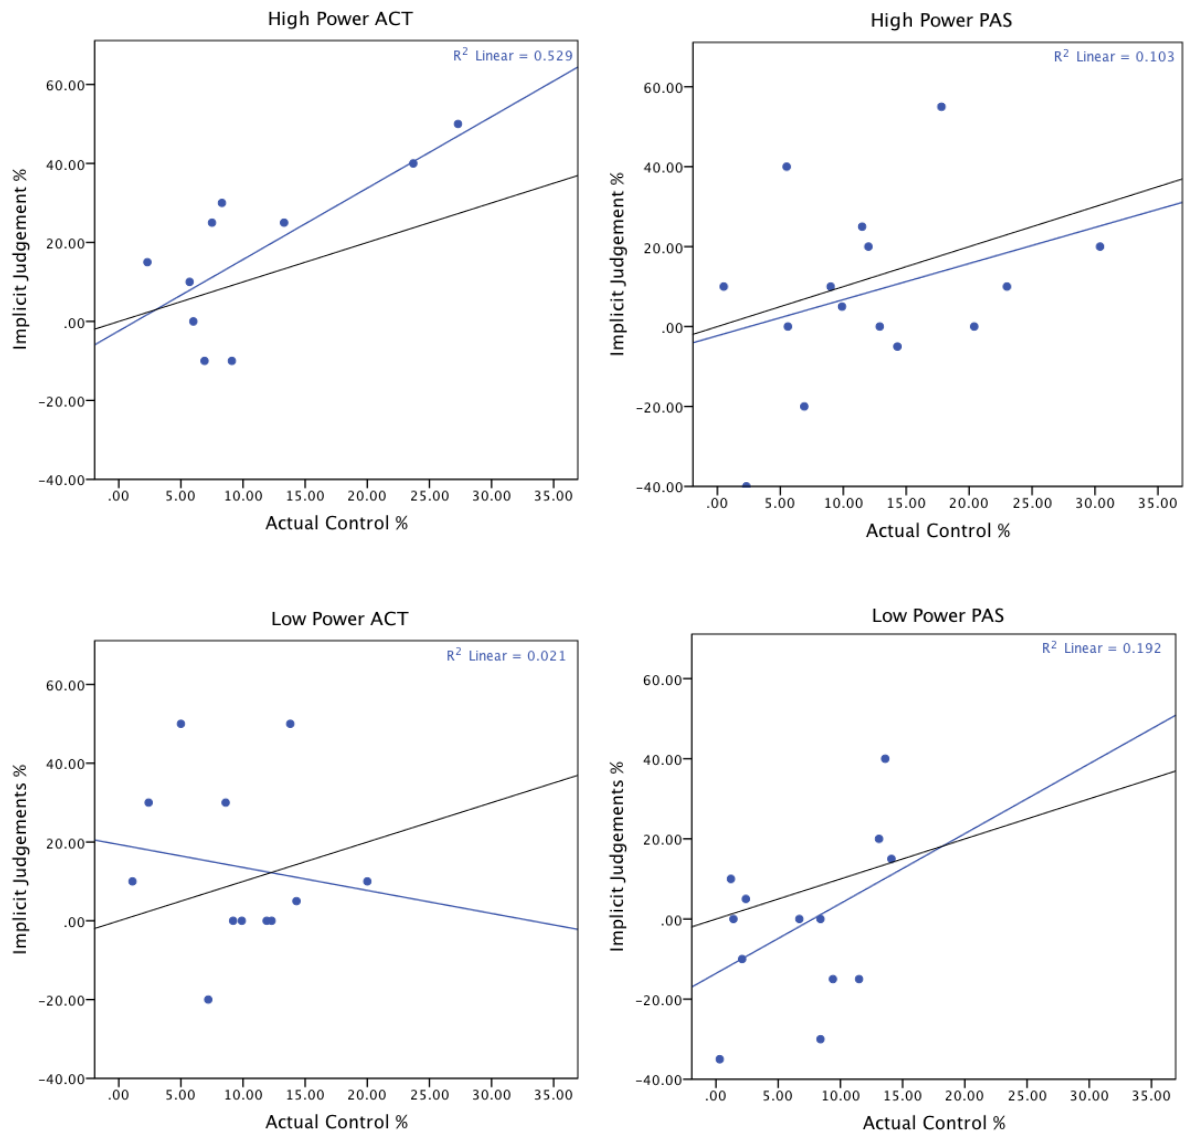 High Power ACT
R² Linear = 0.529
60.00
40.00
20.00
.00
-20.00
-40.00
Implicit Judgement %
.00 5.00 10.00 15.00 20.00 25.00 30.00 35.00
Actual Control %
High Power PAS
R² Linear = 0.103
60.00
40.00
20.00
.00
-20.00
-40.00
Implicit Judgement %
.00 5.00 10.00 15.00 20.00 25.00 30.00 35.00
Actual Control %
Low Power ACT
R² Linear = 0.021
60.00
40.00
20.00
.00
-20.00
-40.00
Implicit Judgements %
.00 5.00 10.00 15.00 20.00 25.00 30.00 35.00
Actual Control %
Low Power PAS
R² Linear = 0.192
60.00
40.00
20.00
.00
-20.00
-40.00
Implicit Judgements %
.00 5.00 10.00 15.00 20.00 25.00 30.00 35.00
Actual Control %